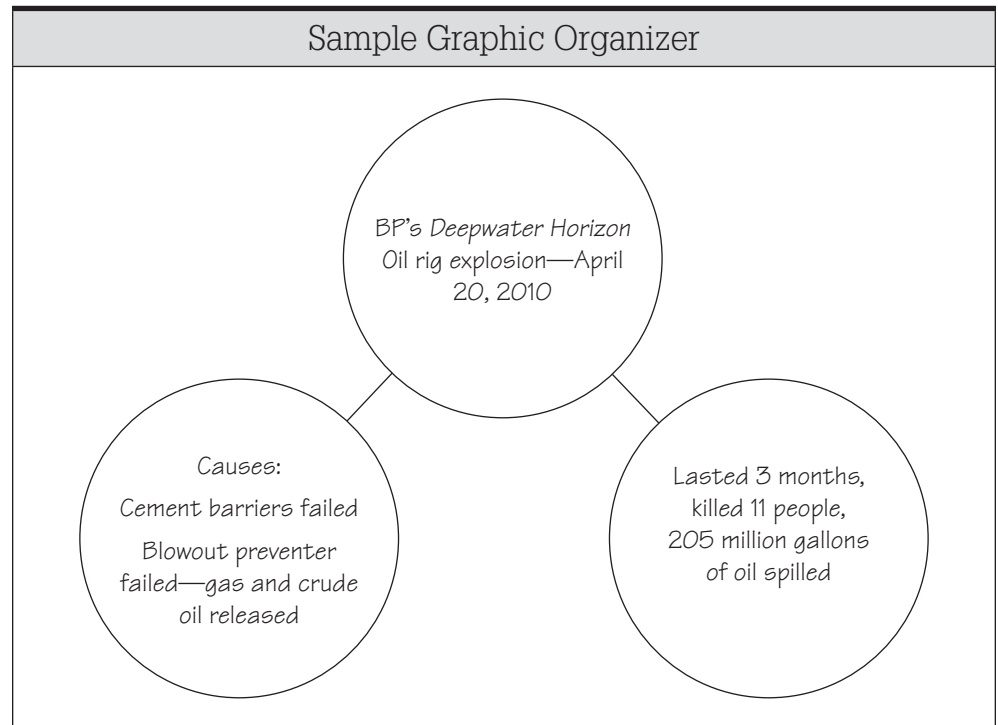 Sample Graphic Organizer
BP's Deepwater Horizon
Oil rig explosion—April
20, 2010
Causes:
Cement barriers failed
Blowout preventer
failed—gas and crude
oil released
Lasted 3 months,
killed 11 people,
205 million gallons
of oil spilled